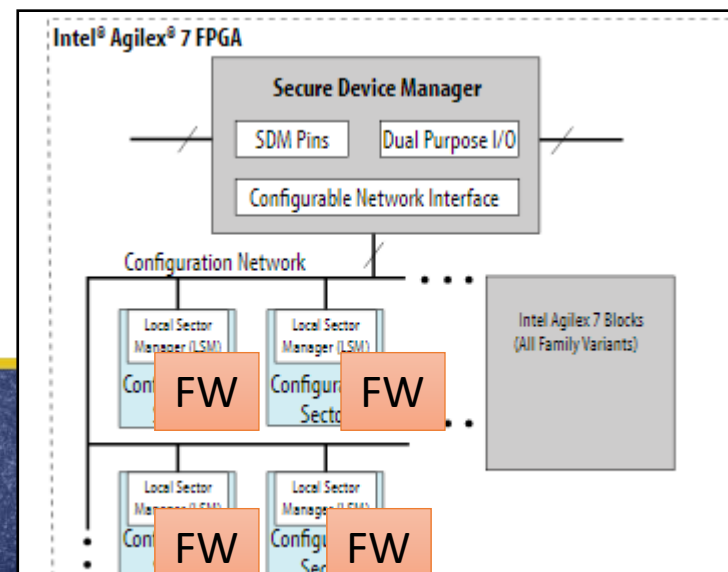 Intel® Agilex® 7 FPGA
Secure Device Manager
SDM Pins
Dual Purpose I/O
Configurable Network Interface
Configuration Network
Intel Agilex 7 Blocks
(All Family Variants)
Local Sector
Manager (LSM)
FW
Local Sector
Manager (LSM)
FW
Local Sector
FW
Local Sector
FW